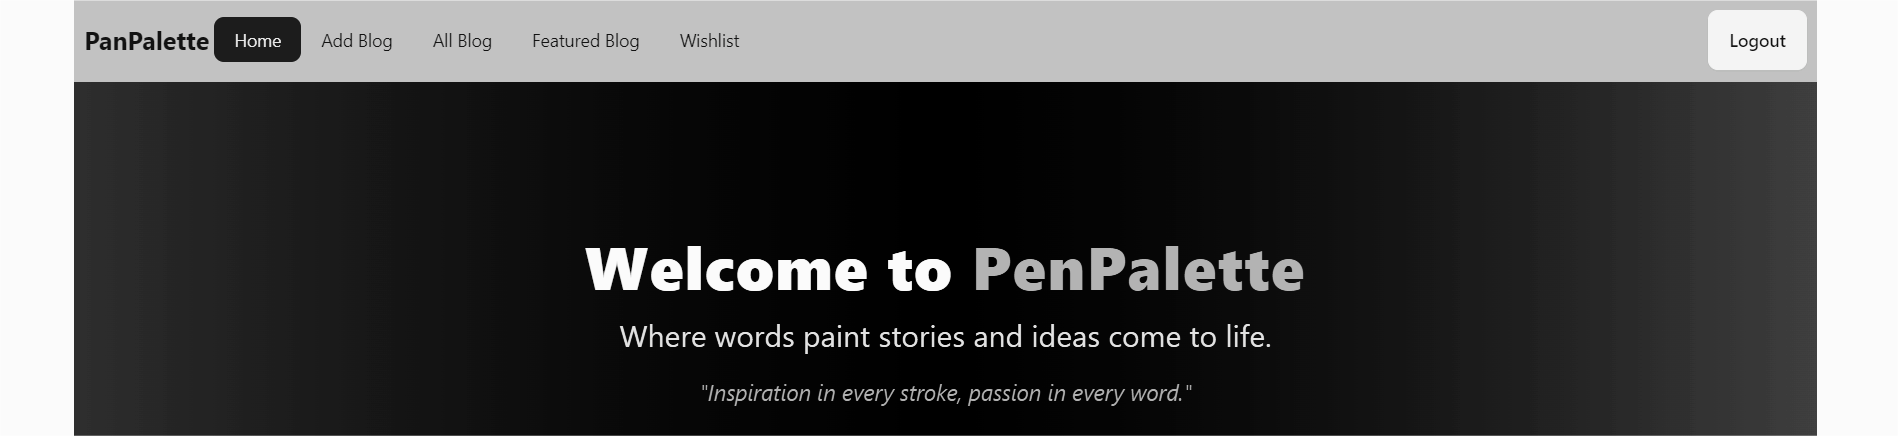 PanPalette Home Add Blog All Blog Featured Blog Wishlist Logout
Welcome to PenPalette
Where words paint stories and ideas come to life.
"Inspiration in every stroke, passion in every word."